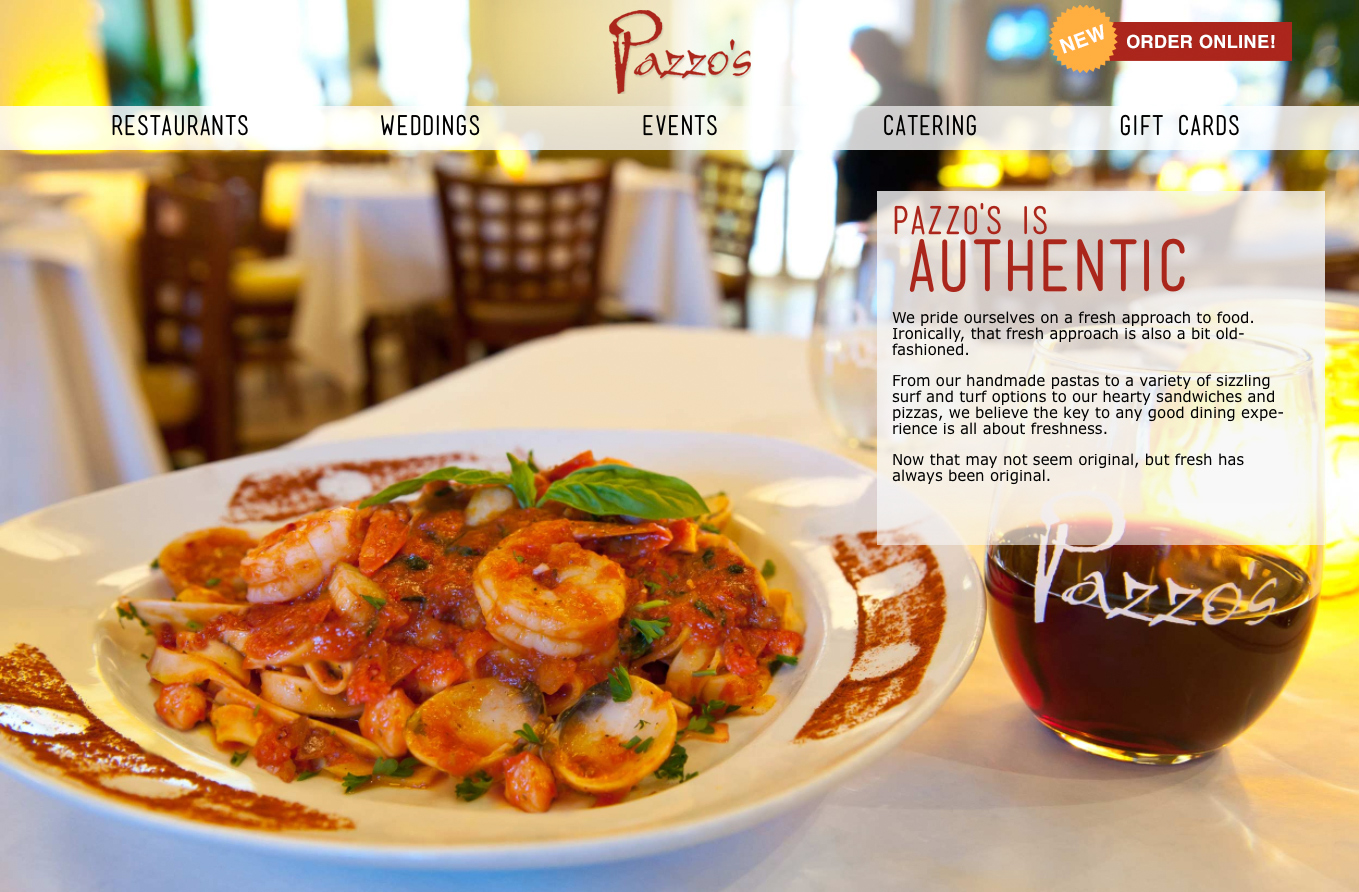 Pazzo's
NEW
ORDER ONLINE!
RESTAURANTS
WEDDINGS
EVENTS
CATERING
GIFT CARDS
PAZZO'S IS
AUTHENTIC
We pride ourselves on a fresh approach to food.
Ironically, that fresh approach is also a bit old-
fashioned.
From our handmade pastas to a variety of sizzling
surf and turf options to our hearty sandwiches and
pizzas, we believe the key to any good dining expe-
rience is all about freshness.
Now that may not seem original, but fresh has
always been original.
Pazzo's